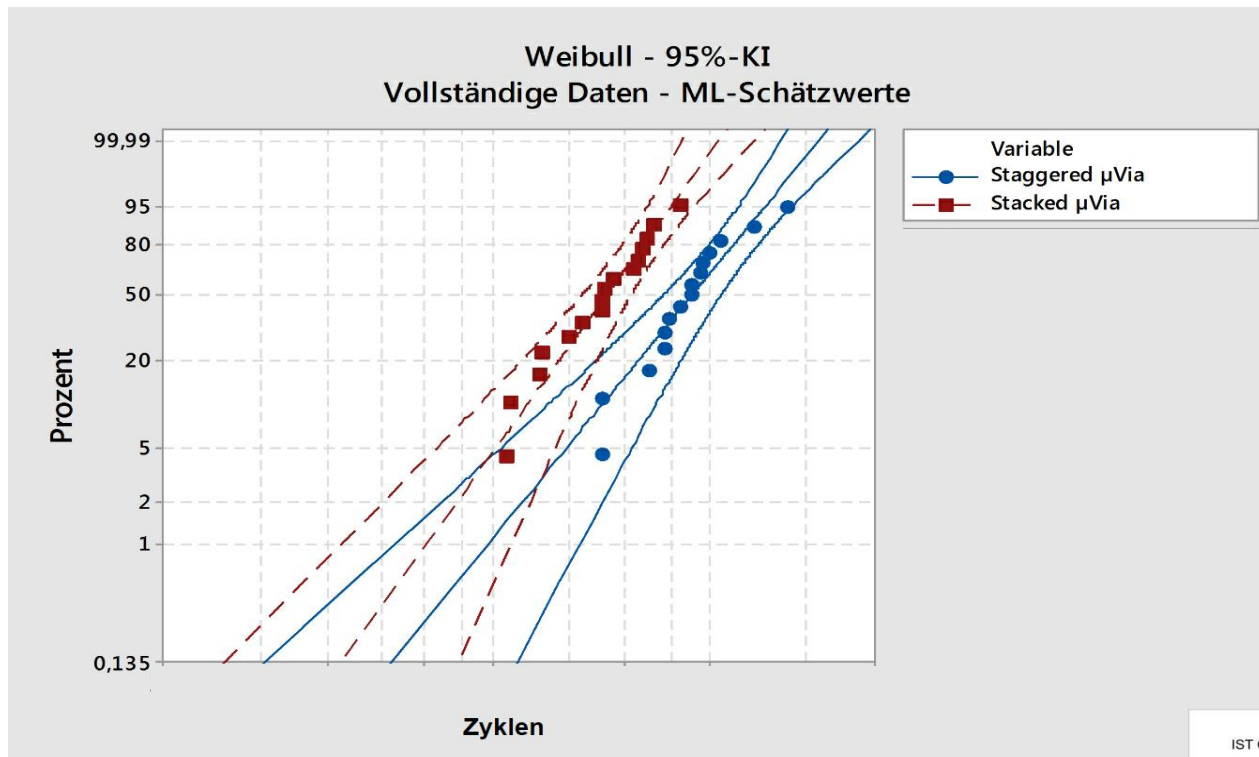 Weibull - 95%-KI
Vollständige Daten - ML-Schätzwerte
99,99
95
80
50
20
5
2
1
0,135
Prozent
Zyklen
Variable
Staggered µVia
Stacked µVia
IST